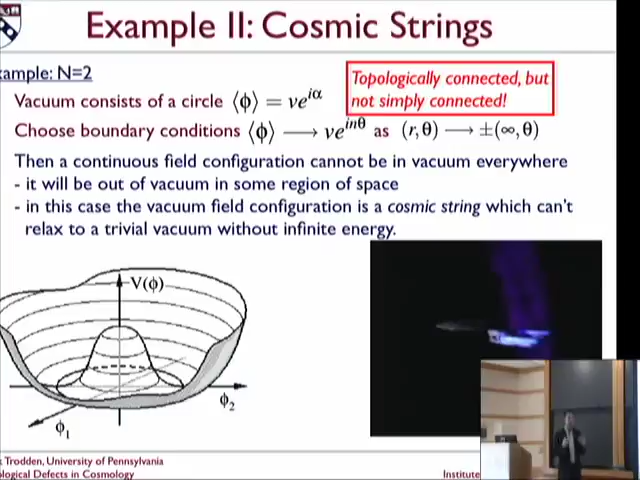 Example II: Cosmic Strings
ample: N=2
Topologically connected, but
not simply connected!
Vacuum consists of a circle ⟨ϕ⟩ = ve^{iα}
Choose boundary conditions ⟨ϕ⟩ ⟶ ve^{inθ} as (r,θ) ⟶ ±(∞,θ)
Then a continuous field configuration cannot be in vacuum everywhere
- it will be out of vacuum in some region of space
- in this case the vacuum field configuration is a cosmic string which can't
relax to a trivial vacuum without infinite energy.
V(ϕ)
ϕ₂
ϕ₁
Trodden, University of Pennsylvania
ological Defects in Cosmology
Institute